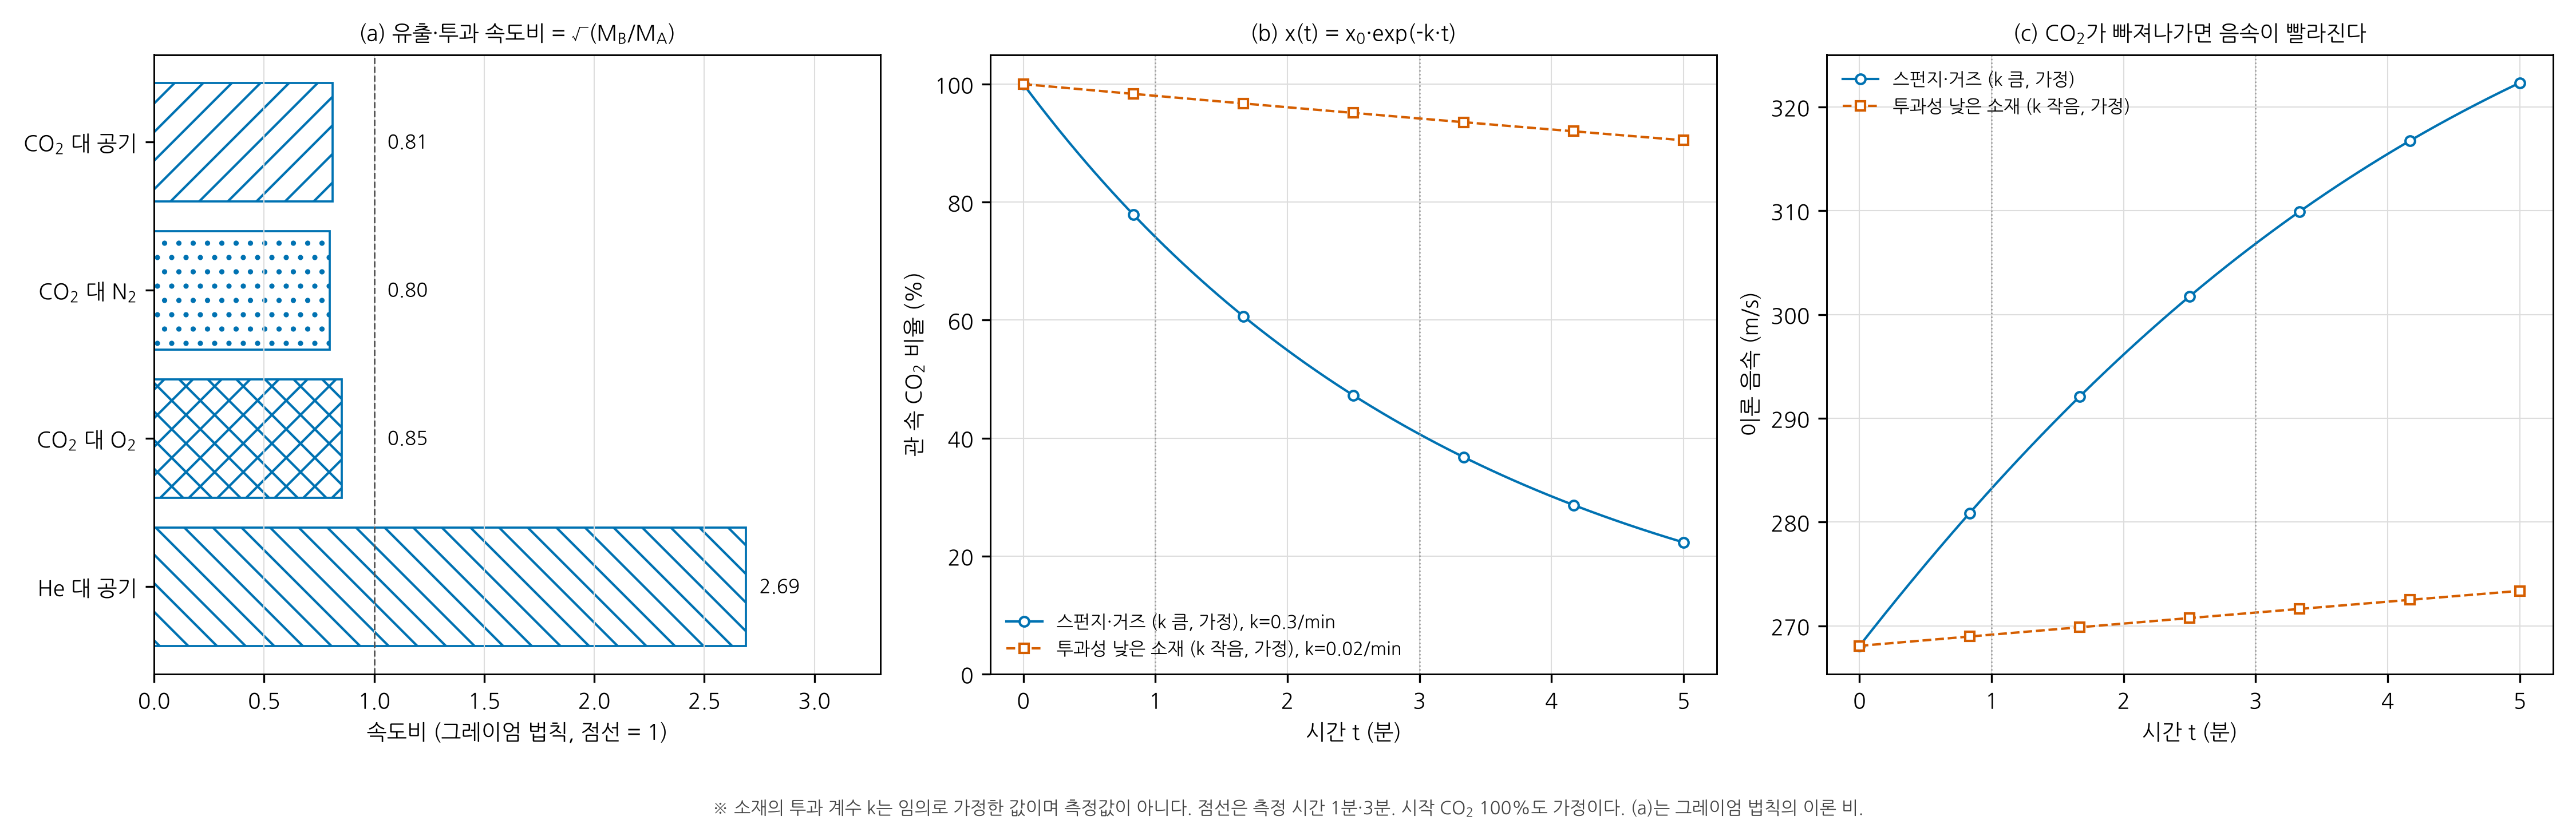 (a) 유출·투과 속도비 = √(M_B/M_A)
CO₂ 대 공기
CO₂ 대 N₂
CO₂ 대 O₂
He 대 공기
0.81
0.80
0.85
2.69
0.0 0.5 1.0 1.5 2.0 2.5 3.0
속도비 (그레이엄 법칙, 점선 = 1)
(b) x(t) = x₀·exp(-k·t)
관 속 CO₂ 비율 (%)
100
80
60
40
20
0
스펀지·거즈 (k 큼, 가정), k=0.3/min
투과성 낮은 소재 (k 작음, 가정), k=0.02/min
0 1 2 3 4 5
시간 t (분)
(c) CO₂가 빠져나가면 음속이 빨라진다
이론 음속 (m/s)
스펀지·거즈 (k 큼, 가정)
투과성 낮은 소재 (k 작음, 가정)
320
310
300
290
280
270
0 1 2 3 4 5
시간 t (분)
※ 소재의 투과 계수 k는 임의로 가정한 값이며 측정값이 아니다. 점선은 측정 시간 1분·3분. 시작 CO₂ 100%도 가정이다. (a)는 그레이엄 법칙의 이론 비.